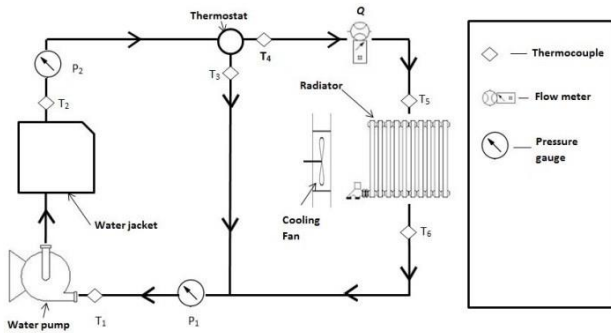 Thermostat
Q
P2
T4
T3
Thermocouple
T2
Radiator
T5
Flow meter
Pressure
gauge
Water jacket
Cooling
Fan
T6
T1
P1
Water pump